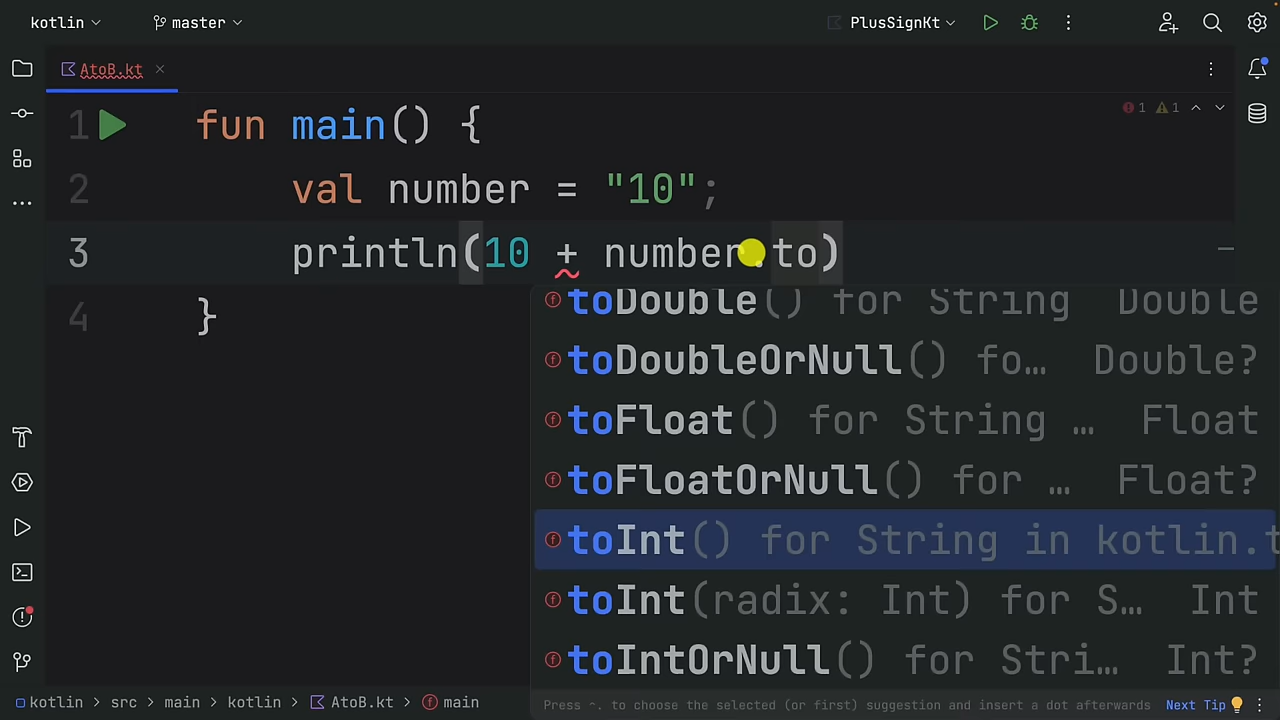 kotlin master PlusSignKt
AtoB.kt
1 fun main() {
1 1
2 val number = "10";
3 println(10 + number.to)
4 }
toDouble() for String Double
toDoubleOrNull() fo… Double?
toFloat() for String … Float
toFloatOrNull() for … Float?
toInt() for String in kotlin.t
toInt(radix: Int) for S… Int
toIntOrNull() for Stri… Int?
kotlin > src > main > kotlin > AtoB.kt > main
Press ^. to choose the selected (or first) suggestion and insert a dot afterwards Next Tip